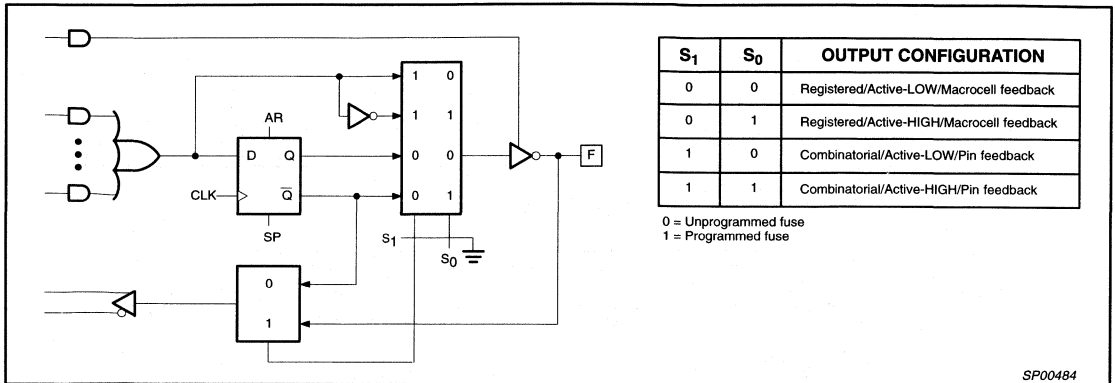 AR
D Q
CLK
Q
SP
1 0
1 1
0 0
0 1
S1
S0
F
0
1
S1 S0 OUTPUT CONFIGURATION
0 0 Registered/Active-LOW/Macrocell feedback
0 1 Registered/Active-HIGH/Macrocell feedback
1 0 Combinatorial/Active-LOW/Pin feedback
1 1 Combinatorial/Active-HIGH/Pin feedback
0 = Unprogrammed fuse
1 = Programmed fuse
SP00484